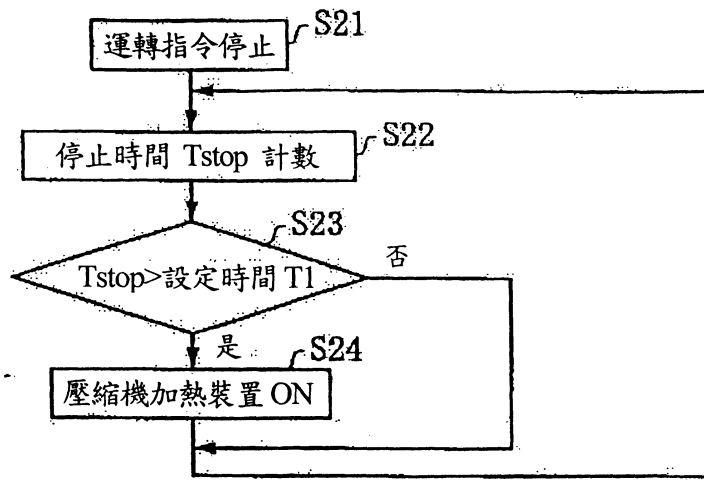 運轉指令停止
S21
停止時間 Tstop 計數
S22
S23
Tstop>設定時間 T1
否
是
S24
壓縮機加熱裝置 ON